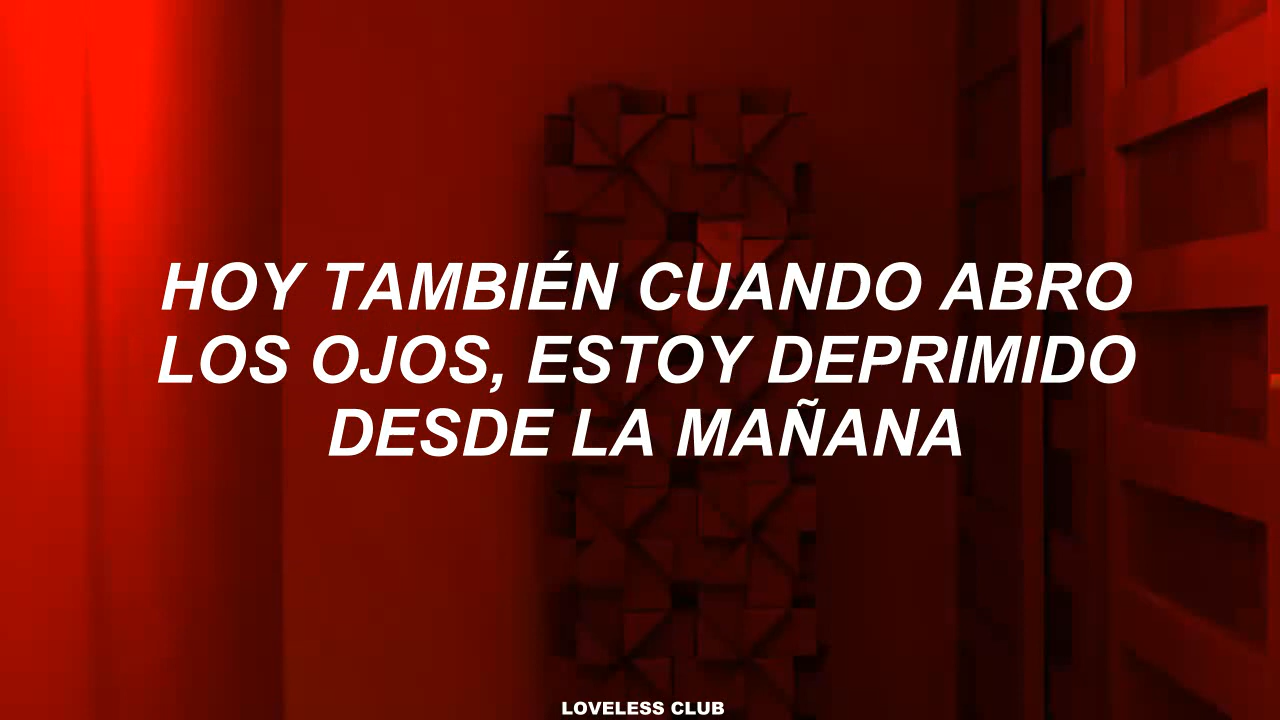 HOY TAMBIÉN CUANDO ABRO
LOS OJOS, ESTOY DEPRIMIDO
DESDE LA MAÑANA
LOVELESS CLUB